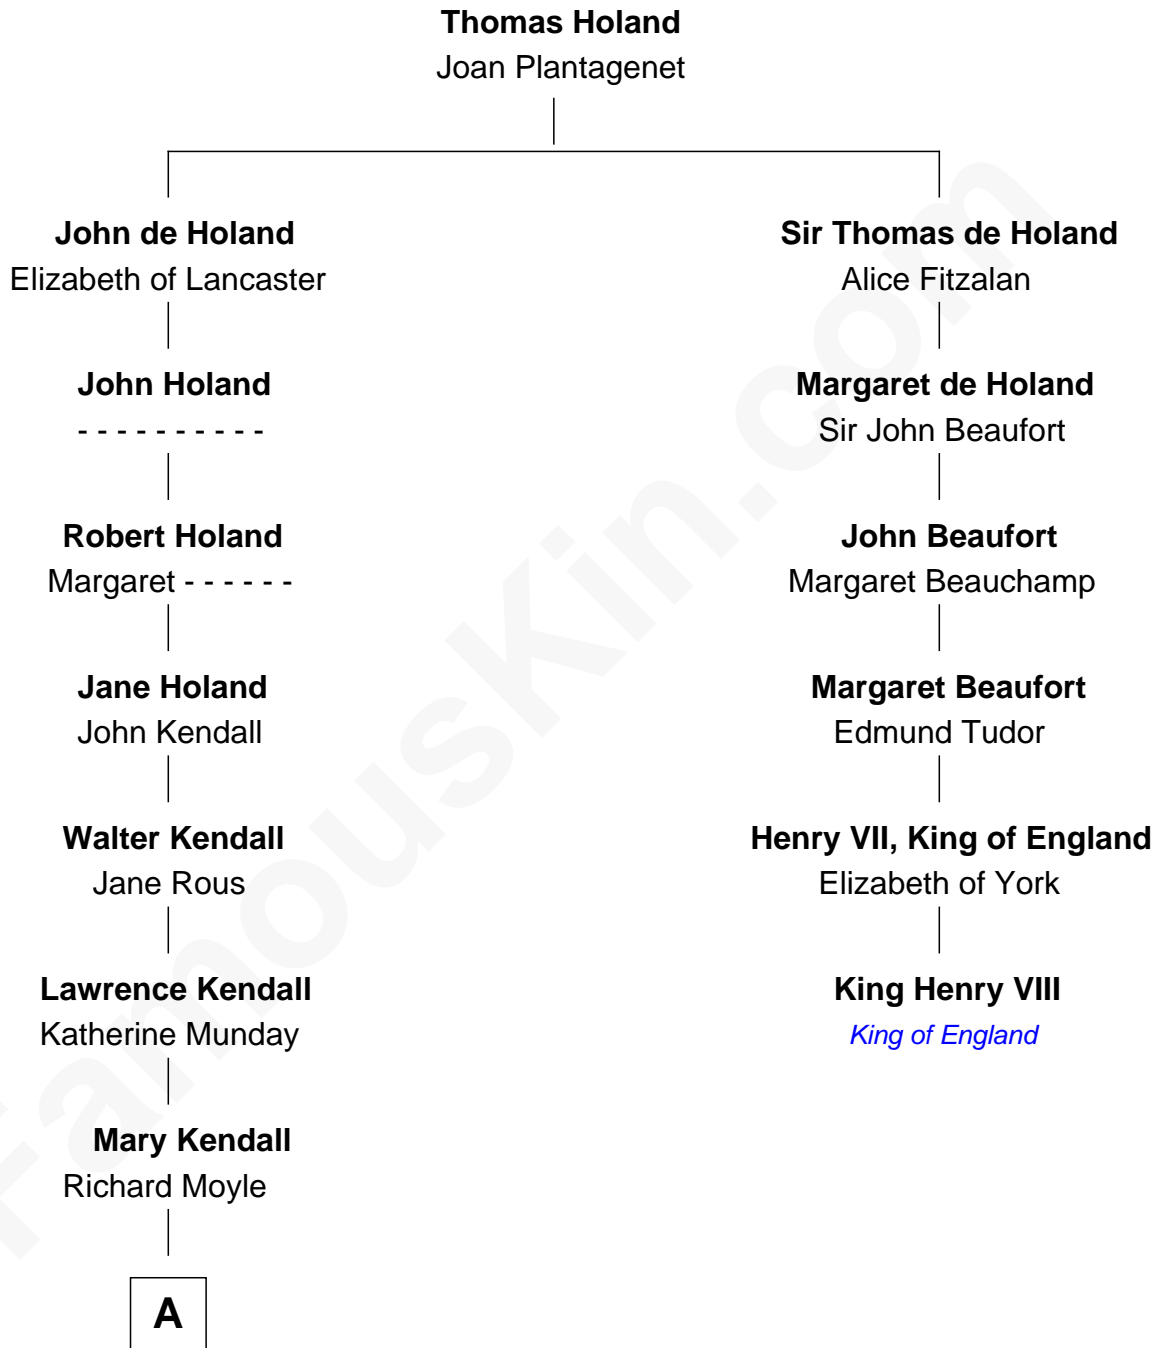 Thomas Holand
Joan Plantagenet
John de Holand
Elizabeth of Lancaster
John Holand
- - - - - - - - - -
Robert Holand
Margaret - - - - - -
Jane Holand
John Kendall
Walter Kendall
Jane Rous
Lawrence Kendall
Katherine Munday
Mary Kendall
Richard Moyle
A
Sir Thomas de Holand
Alice Fitzalan
Margaret de Holand
Sir John Beaufort
John Beaufort
Margaret Beauchamp
Margaret Beaufort
Edmund Tudor
Henry VII, King of England
Elizabeth of York
King Henry VIII
King of England
FamousKin.com